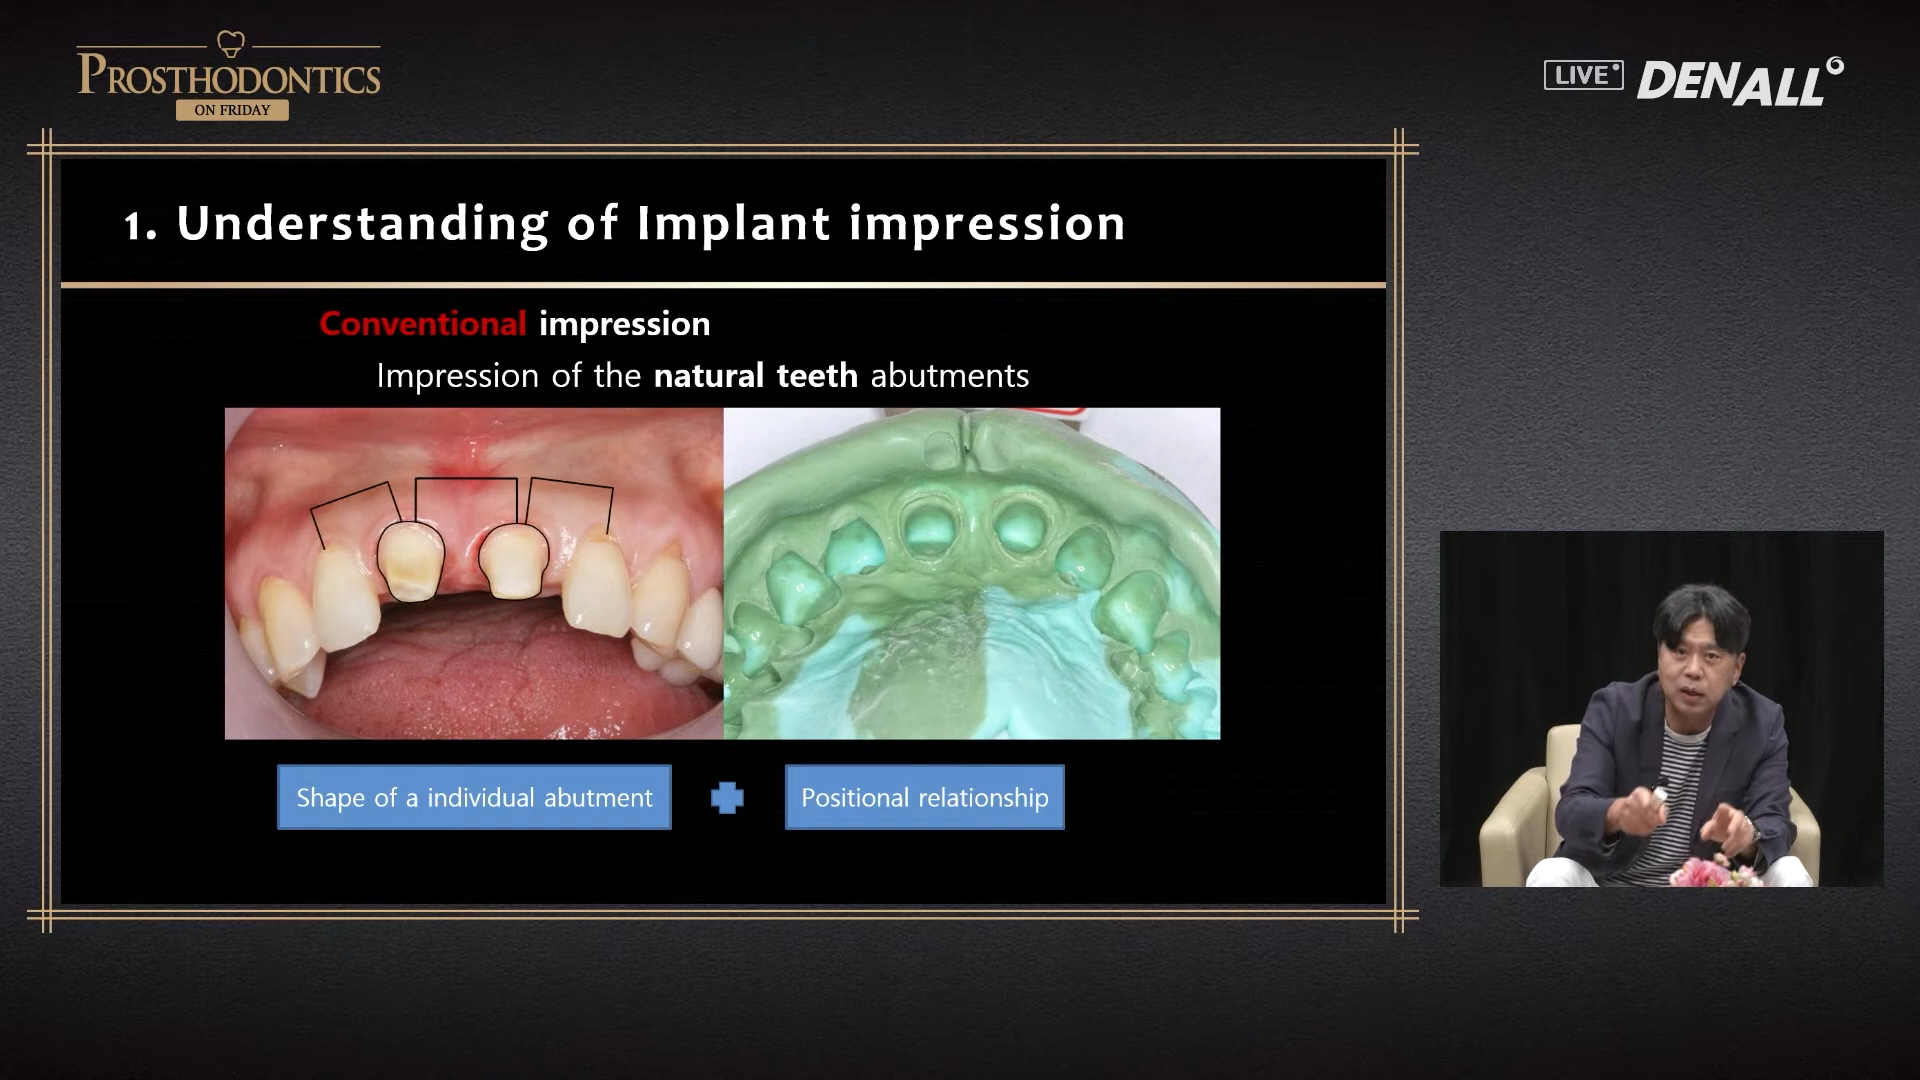 PROSTHODONTICS
ON FRIDAY
LIVE
DENALL
1. Understanding of Implant impression
Conventional impression
Impression of the natural teeth abutments
Shape of a individual abutment
Positional relationship